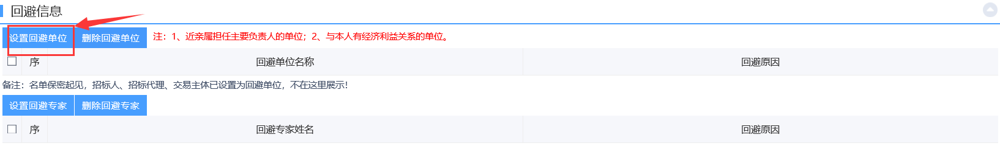 回避信息
设置回避单位 删除回避单位 注：1、近亲属担任主要负责人的单位；2、与本人有经济利益关系的单位。
序 回避单位名称 回避原因
备注：名单保密起见，招标人、招标代理、交易主体已设置为回避单位，不在这里展示！
设置回避专家 删除回避专家
序 回避专家姓名 回避原因